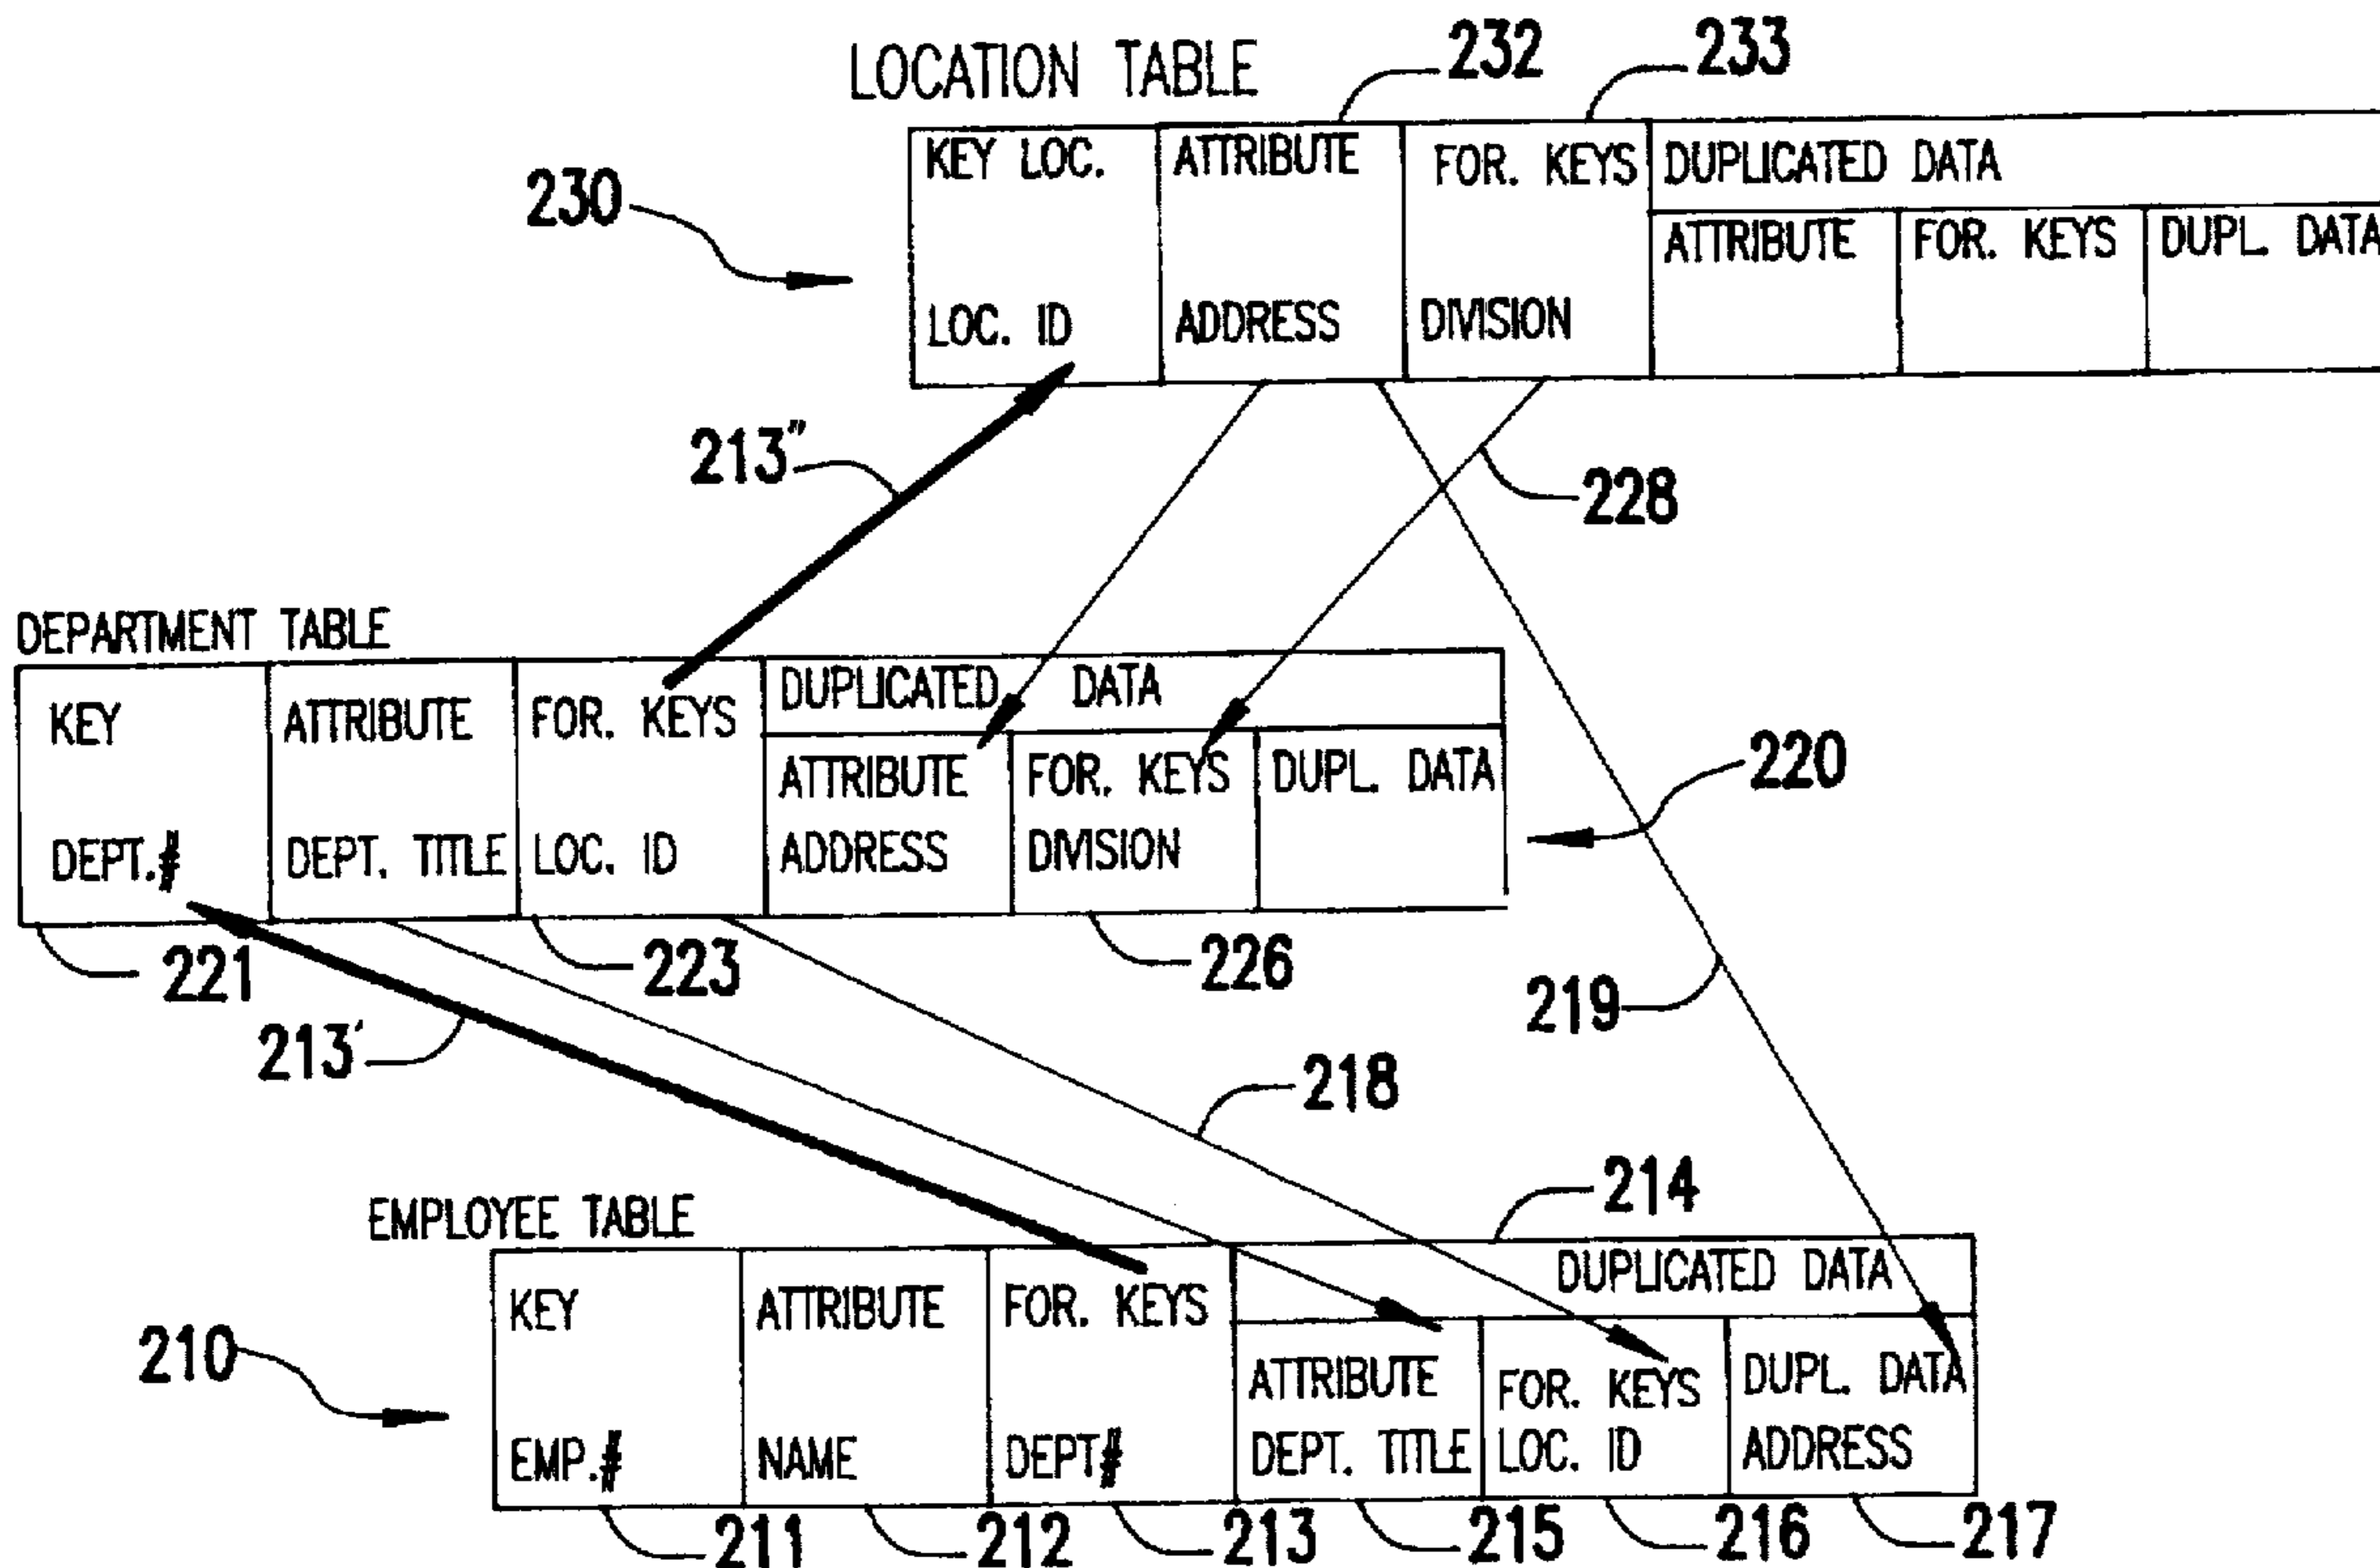 LOCATION TABLE
232
233
230
KEY LOC.
LOC. ID
ATTRIBUTE
ADDRESS
FOR. KEYS
DIVISION
DUPLICATED DATA
ATTRIBUTE
FOR. KEYS
DUPL. DATA
213"
228
DEPARTMENT TABLE
KEY
DEPT.#
ATTRIBUTE
DEPT. TITLE
FOR. KEYS
LOC. ID
DUPLICATED DATA
ATTRIBUTE
ADDRESS
FOR. KEYS
DIVISION
DUPL. DATA
220
221
223
226
213'
219
218
214
EMPLOYEE TABLE
210
KEY
EMP.#
ATTRIBUTE
NAME
FOR. KEYS
DEPT#
DUPLICATED DATA
ATTRIBUTE
DEPT. TITLE
FOR. KEYS
LOC. ID
DUPL. DATA
ADDRESS
211
212
213
215
216
217